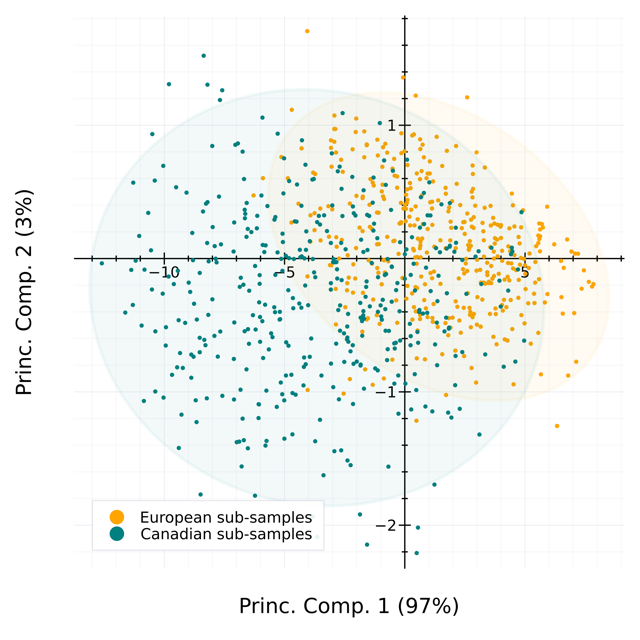 Princ. Comp. 2 (3%)
1
−10
−5
5
−1
−2
European sub-samples
Canadian sub-samples
Princ. Comp. 1 (97%)